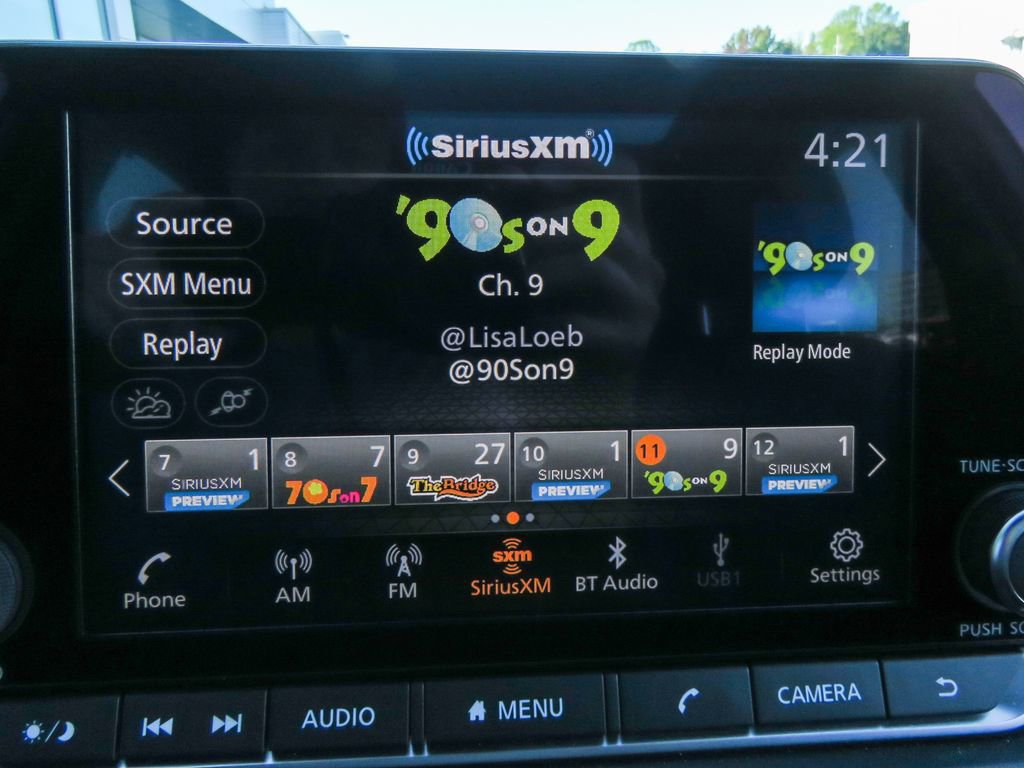 SiriusXM®
4:21
Source
'90s ON 9
'90s ON 9
SXM Menu
Ch. 9
Replay
@LisaLoeb
Replay Mode
@90Son9
7 1 SIRIUSXM PREVIEW
8 7 70s on 7
9 27 The Bridge
10 1 SIRIUSXM PREVIEW
11 9 '90s ON 9
12 1 SIRIUSXM PREVIEW
TUNE·SC
Phone
AM
FM
sxm
SiriusXM
BT Audio
USB1
Settings
PUSH SO
AUDIO
MENU
CAMERA